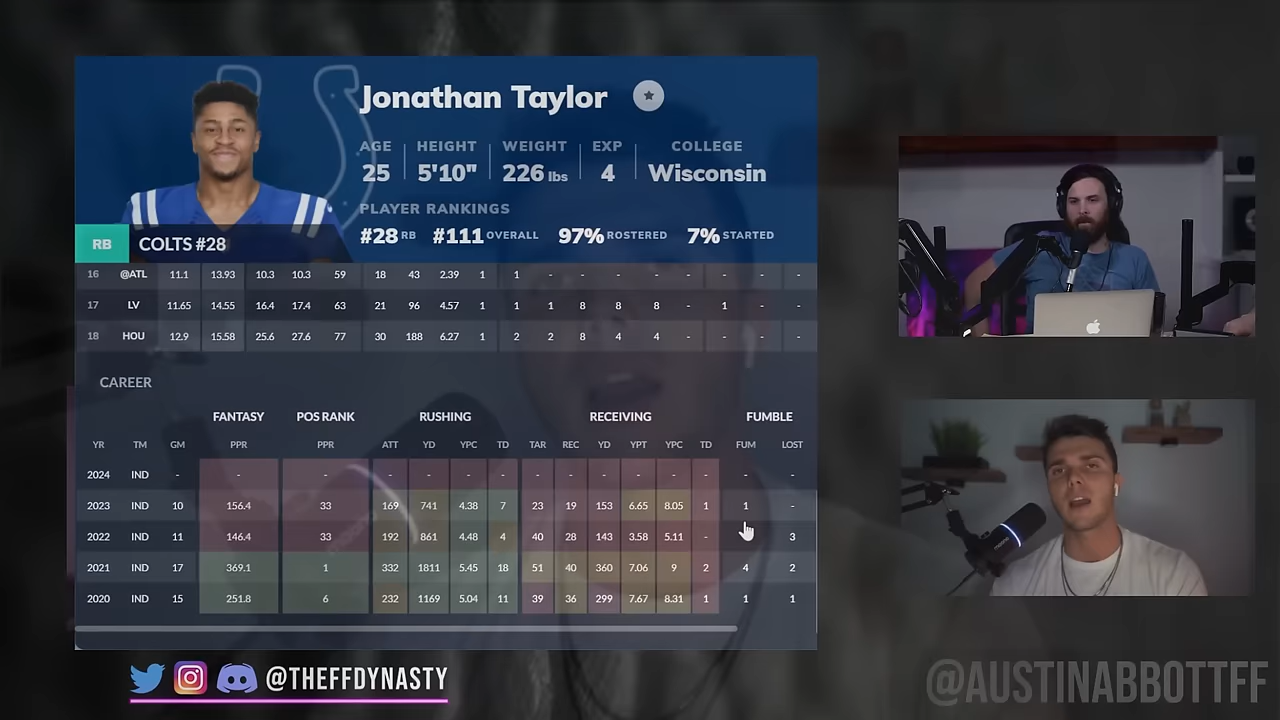 Jonathan Taylor
AGE HEIGHT WEIGHT EXP COLLEGE
25 5'10" 226 lbs 4 Wisconsin
PLAYER RANKINGS
#28 RB #111 OVERALL 97% ROSTERED 7% STARTED
RB COLTS #28
16 @ATL 11.1 13.93 10.3 10.3 59 18 43 2.39 1 1 - - - - - - - -
17 LV 11.65 14.55 16.4 17.4 63 21 96 4.57 1 1 1 8 8 8 - 1 - -
18 HOU 12.9 15.58 25.6 27.6 77 30 188 6.27 1 2 2 8 4 4 - - - -
CAREER
FANTASY POS RANK RUSHING RECEIVING FUMBLE
YR TM GM PPR PPR ATT YD YPC TD TAR REC YD YPT YPC TD FUM LOST
2024 IND - - - - - - - - - - - - - - -
2023 IND 10 156.4 33 169 741 4.38 7 23 19 153 6.65 8.05 1 1 -
2022 IND 11 146.4 33 192 861 4.48 4 40 28 143 3.58 5.11 - 3
2021 IND 17 369.1 1 332 1811 5.45 18 51 40 360 7.06 9 2 4 2
2020 IND 15 251.8 6 232 1169 5.04 11 39 36 299 7.67 8.31 1 1 1
@THEFFDYNASTY
@AUSTINABBOTTFF